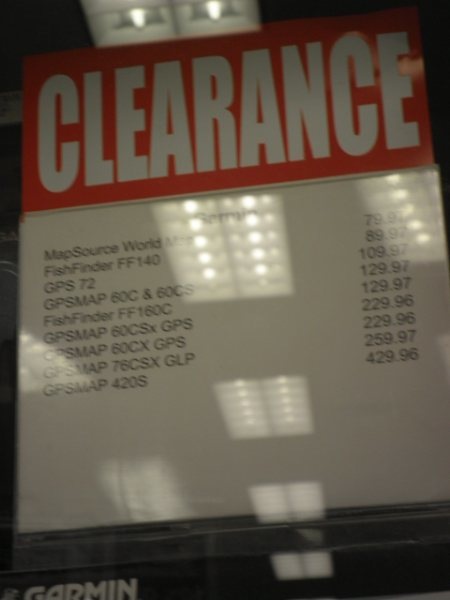 CLEARANCE
Garmin
MapSource World Map 79.97
FishFinder FF140 89.97
GPS 72 109.97
GPSMAP 60C & 60CS 129.97
FishFinder FF160C 129.97
GPSMAP 60CSx GPS 229.96
GPSMAP 60CX GPS 229.96
GPSMAP 76CSX GLP 259.97
GPSMAP 420S 429.96
GARMIN